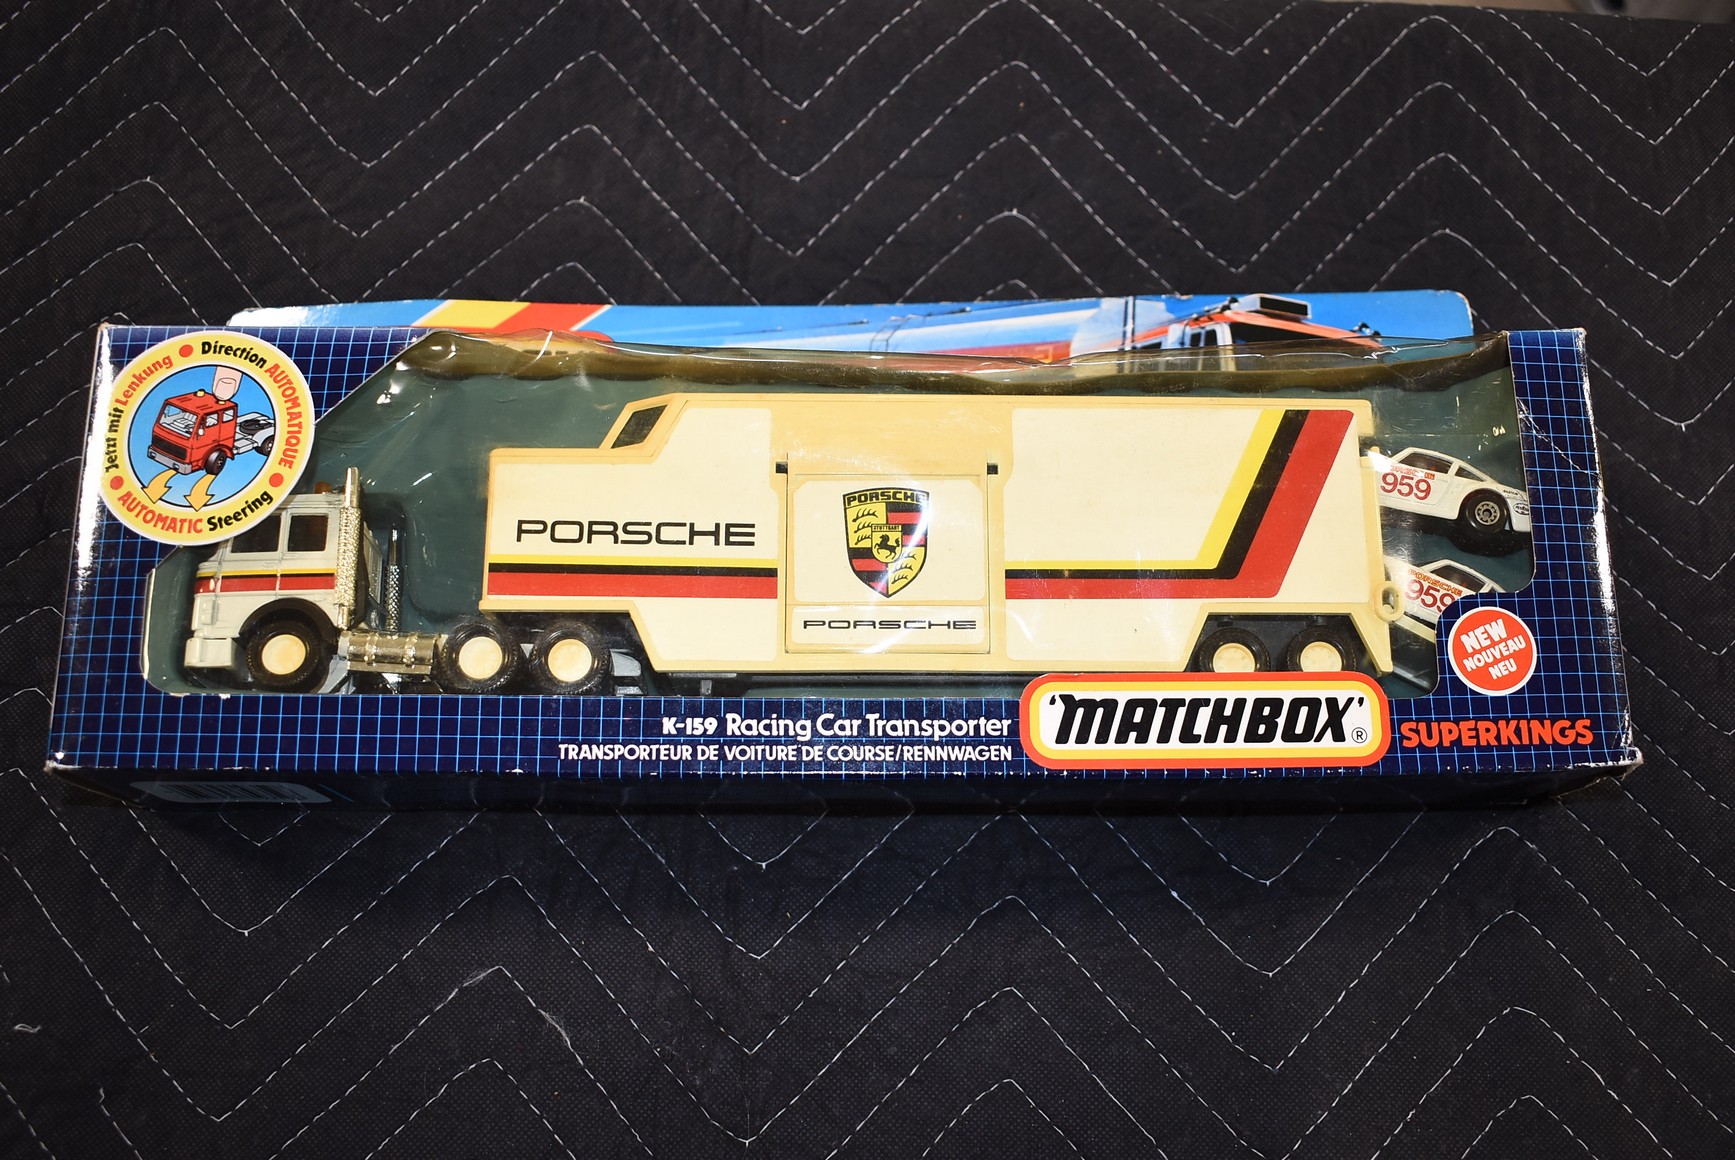 Jetzt mit Lenkung • Direction AUTOMATIQUE
• AUTOMATIC Steering •
PORSCHE
PORSCHE
STUTTGART
PORSCHE
959
PORSCHE
959
NEW
NOUVEAU
NEU
K-159 Racing Car Transporter
TRANSPORTEUR DE VOITURE DE COURSE/RENNWAGEN
'MATCHBOX'®
SUPERKINGS